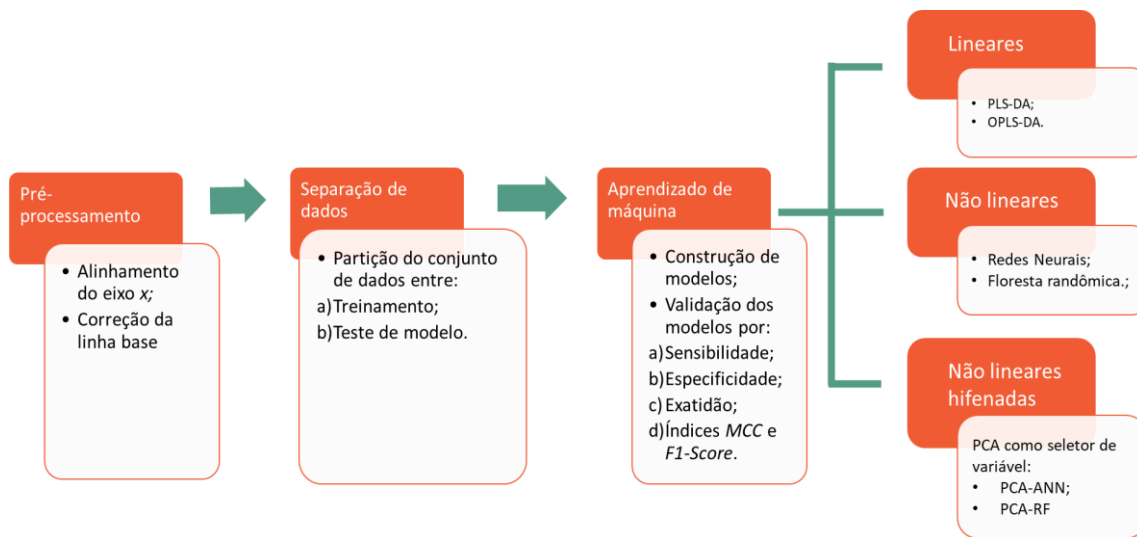 Pré-
processamento
• Alinhamento
do eixo x;
• Correção da
linha base
Separação de
dados
• Partição do conjunto
de dados entre:
a)Treinamento;
b)Teste de modelo.
Aprendizado de
máquina
• Construção de
modelos;
• Validação dos
modelos por:
a)Sensibilidade;
b)Especificidade;
c)Exatidão;
d)Índices MCC e
F1-Score.
Lineares
• PLS-DA;
• OPLS-DA.
Não lineares
• Redes Neurais;
• Floresta randômica.;
Não lineares
hifenadas
PCA como seletor de
variável:
• PCA-ANN;
• PCA-RF